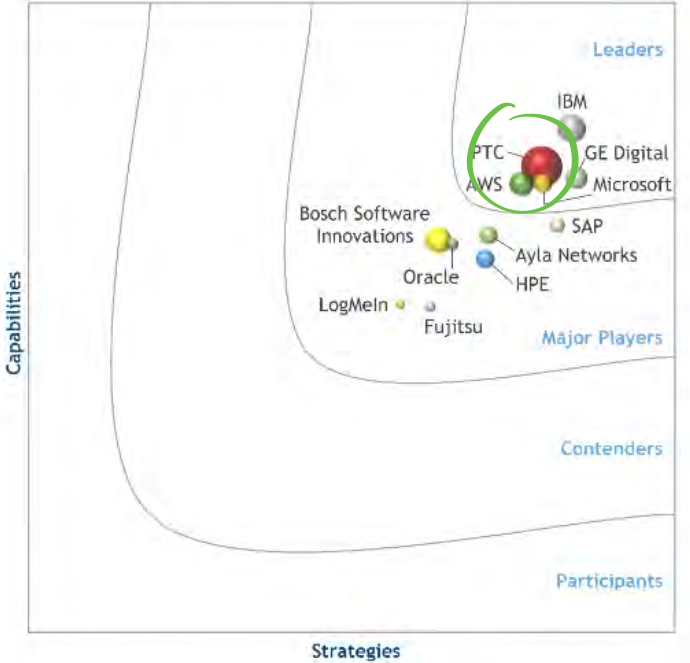 Leaders
IBM
PTC
GE Digital
AWS
Microsoft
Bosch Software
Innovations
SAP
Ayla Networks
Oracle
HPE
LogMeIn
Fujitsu
Major Players
Capabilities
Contenders
Participants
Strategies